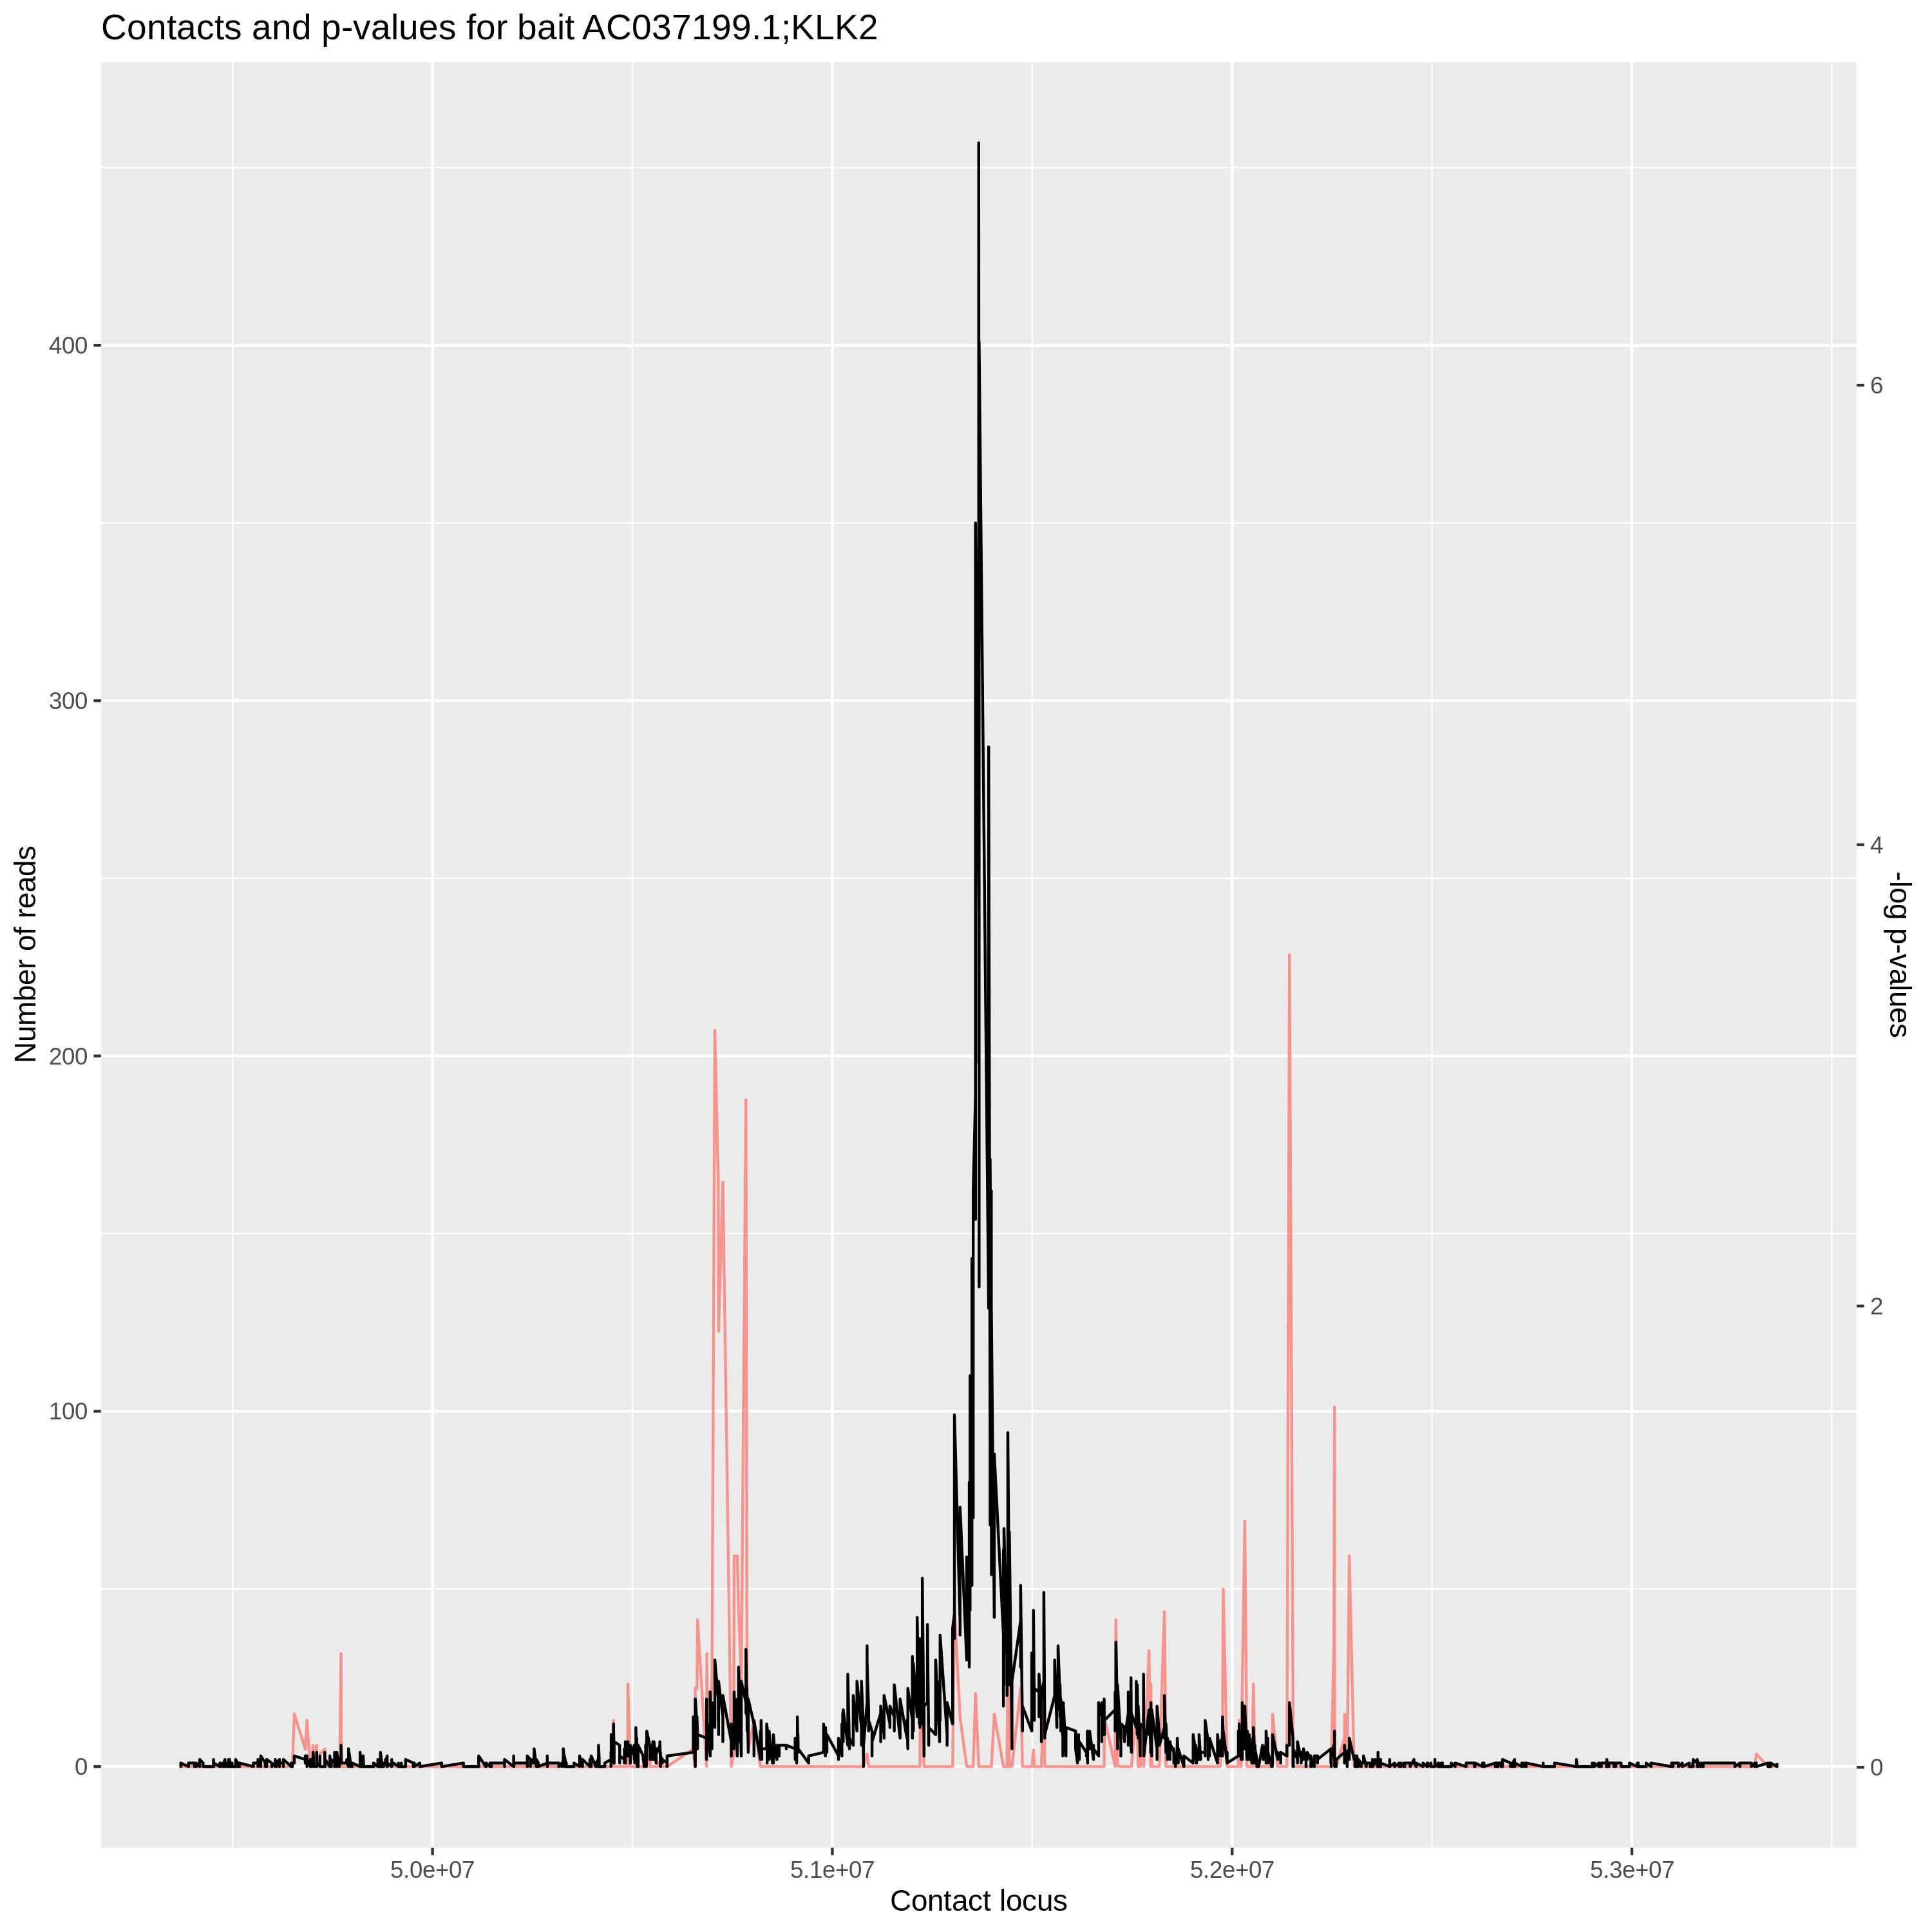 Contacts and p-values for bait AC037199.1;KLK2
Number of reads
400
300
200
100
0
6
4
2
0
-log p-values
5.0e+07
5.1e+07
5.2e+07
5.3e+07
Contact locus